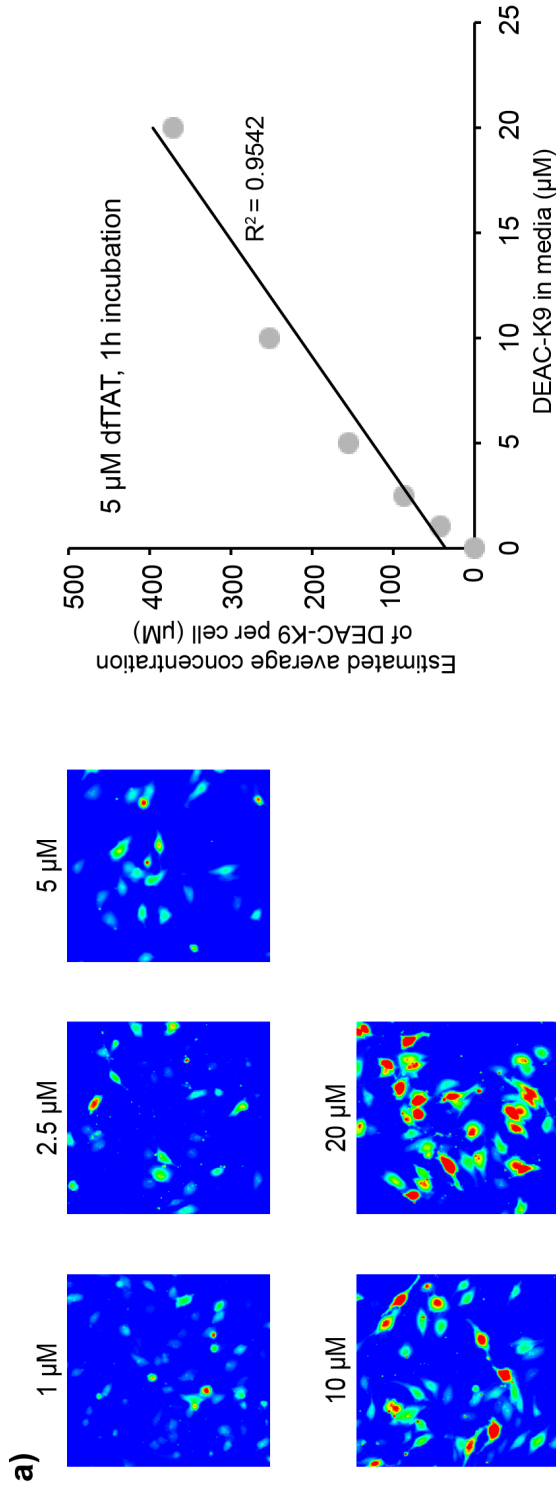 a)
1 µM
2.5 µM
5 µM
10 µM
20 µM
Estimated average concentration
of DEAC-K9 per cell (µM)
500
400
300
200
100
0
5 µM dfTAT, 1h incubation
R² = 0.9542
0
5
10
15
20
25
DEAC-K9 in media (µM)